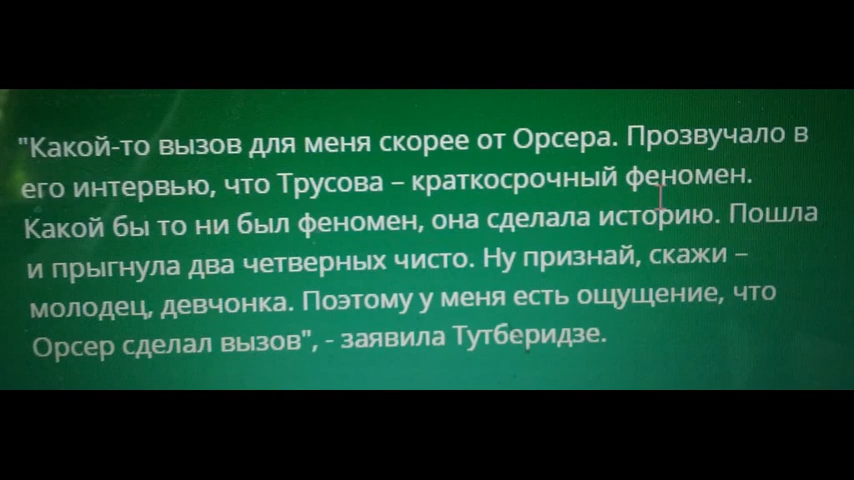 "Какой-то вызов для меня скорее от Орсера. Прозвучало в
его интервью, что Трусова – краткосрочный феномен.
Какой бы то ни был феномен, она сделала историю. Пошла
и прыгнула два четверных чисто. Ну признай, скажи –
молодец, девчонка. Поэтому у меня есть ощущение, что
Орсер сделал вызов", - заявила Тутберидзе.